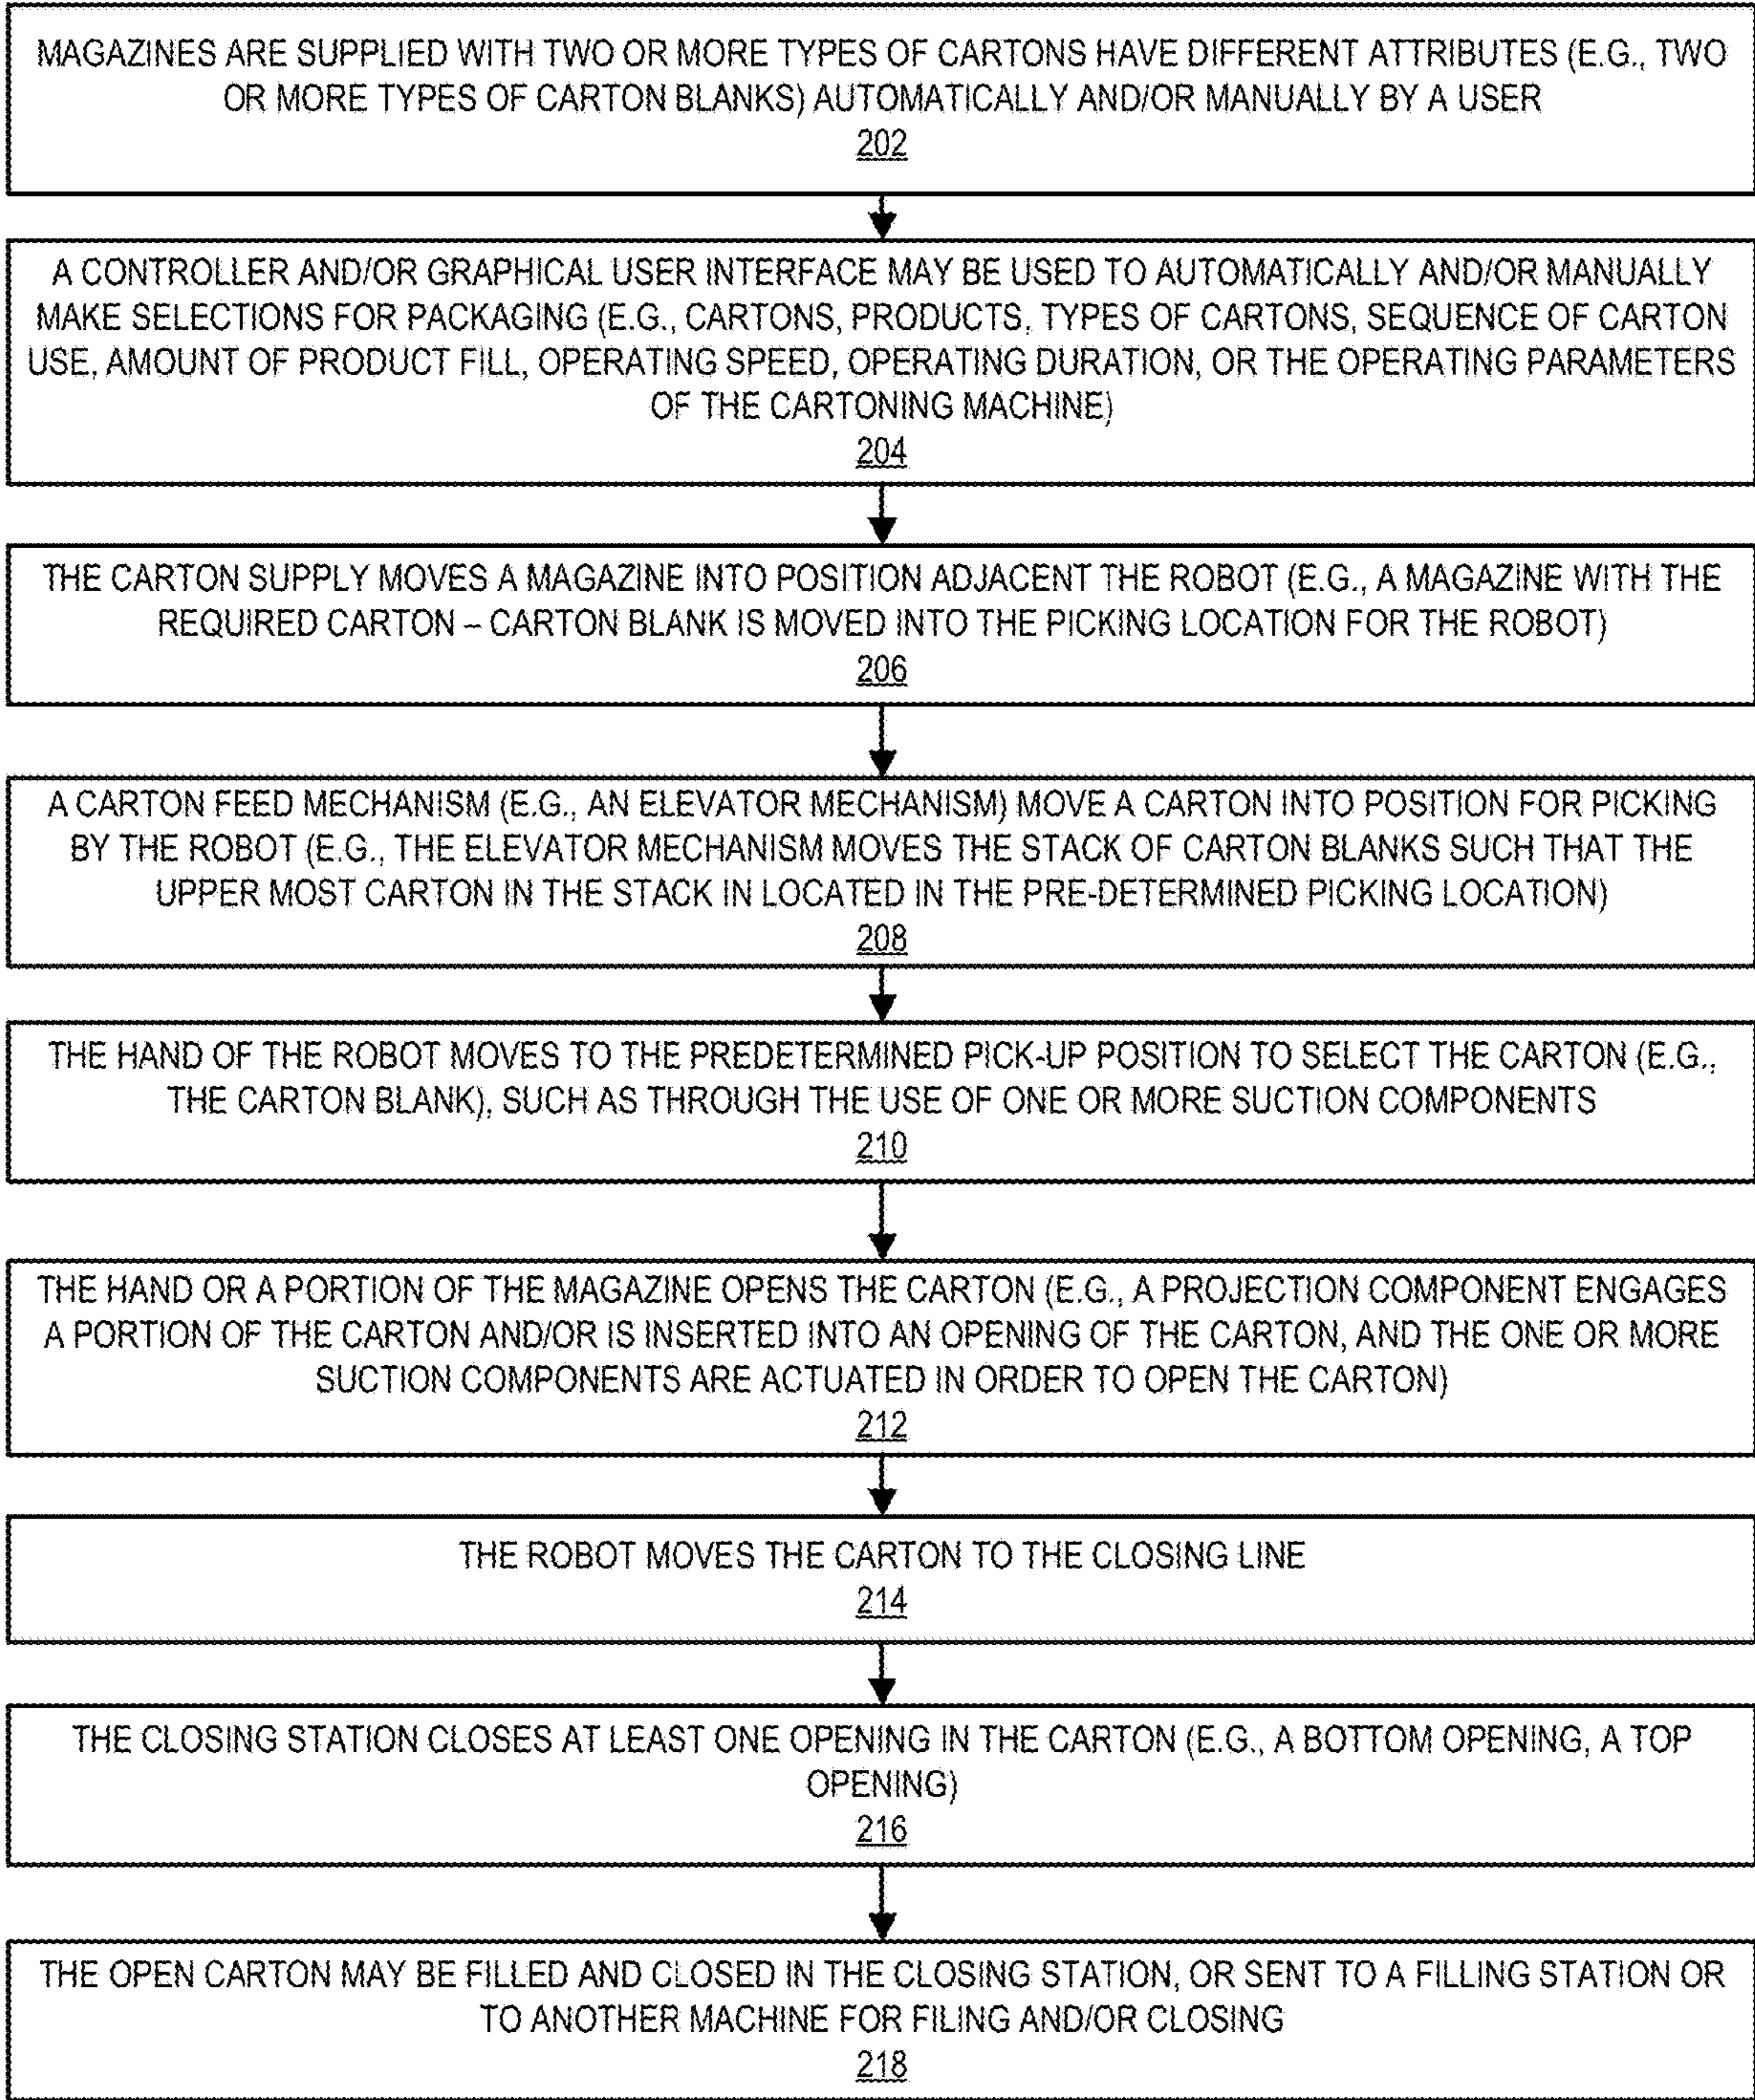 MAGAZINES ARE SUPPLIED WITH TWO OR MORE TYPES OF CARTONS HAVE DIFFERENT ATTRIBUTES (E.G., TWO
OR MORE TYPES OF CARTON BLANKS) AUTOMATICALLY AND/OR MANUALLY BY A USER
202
A CONTROLLER AND/OR GRAPHICAL USER INTERFACE MAY BE USED TO AUTOMATICALLY AND/OR MANUALLY
MAKE SELECTIONS FOR PACKAGING (E.G., CARTONS, PRODUCTS, TYPES OF CARTONS, SEQUENCE OF CARTON
USE, AMOUNT OF PRODUCT FILL, OPERATING SPEED, OPERATING DURATION, OR THE OPERATING PARAMETERS
OF THE CARTONING MACHINE)
204
THE CARTON SUPPLY MOVES A MAGAZINE INTO POSITION ADJACENT THE ROBOT (E.G., A MAGAZINE WITH THE
REQUIRED CARTON – CARTON BLANK IS MOVED INTO THE PICKING LOCATION FOR THE ROBOT)
206
A CARTON FEED MECHANISM (E.G., AN ELEVATOR MECHANISM) MOVE A CARTON INTO POSITION FOR PICKING
BY THE ROBOT (E.G., THE ELEVATOR MECHANISM MOVES THE STACK OF CARTON BLANKS SUCH THAT THE
UPPER MOST CARTON IN THE STACK IN LOCATED IN THE PRE-DETERMINED PICKING LOCATION)
208
THE HAND OF THE ROBOT MOVES TO THE PREDETERMINED PICK-UP POSITION TO SELECT THE CARTON (E.G.,
THE CARTON BLANK), SUCH AS THROUGH THE USE OF ONE OR MORE SUCTION COMPONENTS
210
THE HAND OR A PORTION OF THE MAGAZINE OPENS THE CARTON (E.G., A PROJECTION COMPONENT ENGAGES
A PORTION OF THE CARTON AND/OR IS INSERTED INTO AN OPENING OF THE CARTON, AND THE ONE OR MORE
SUCTION COMPONENTS ARE ACTUATED IN ORDER TO OPEN THE CARTON)
212
THE ROBOT MOVES THE CARTON TO THE CLOSING LINE
214
THE CLOSING STATION CLOSES AT LEAST ONE OPENING IN THE CARTON (E.G., A BOTTOM OPENING, A TOP
OPENING)
216
THE OPEN CARTON MAY BE FILLED AND CLOSED IN THE CLOSING STATION, OR SENT TO A FILLING STATION OR
TO ANOTHER MACHINE FOR FILING AND/OR CLOSING
218